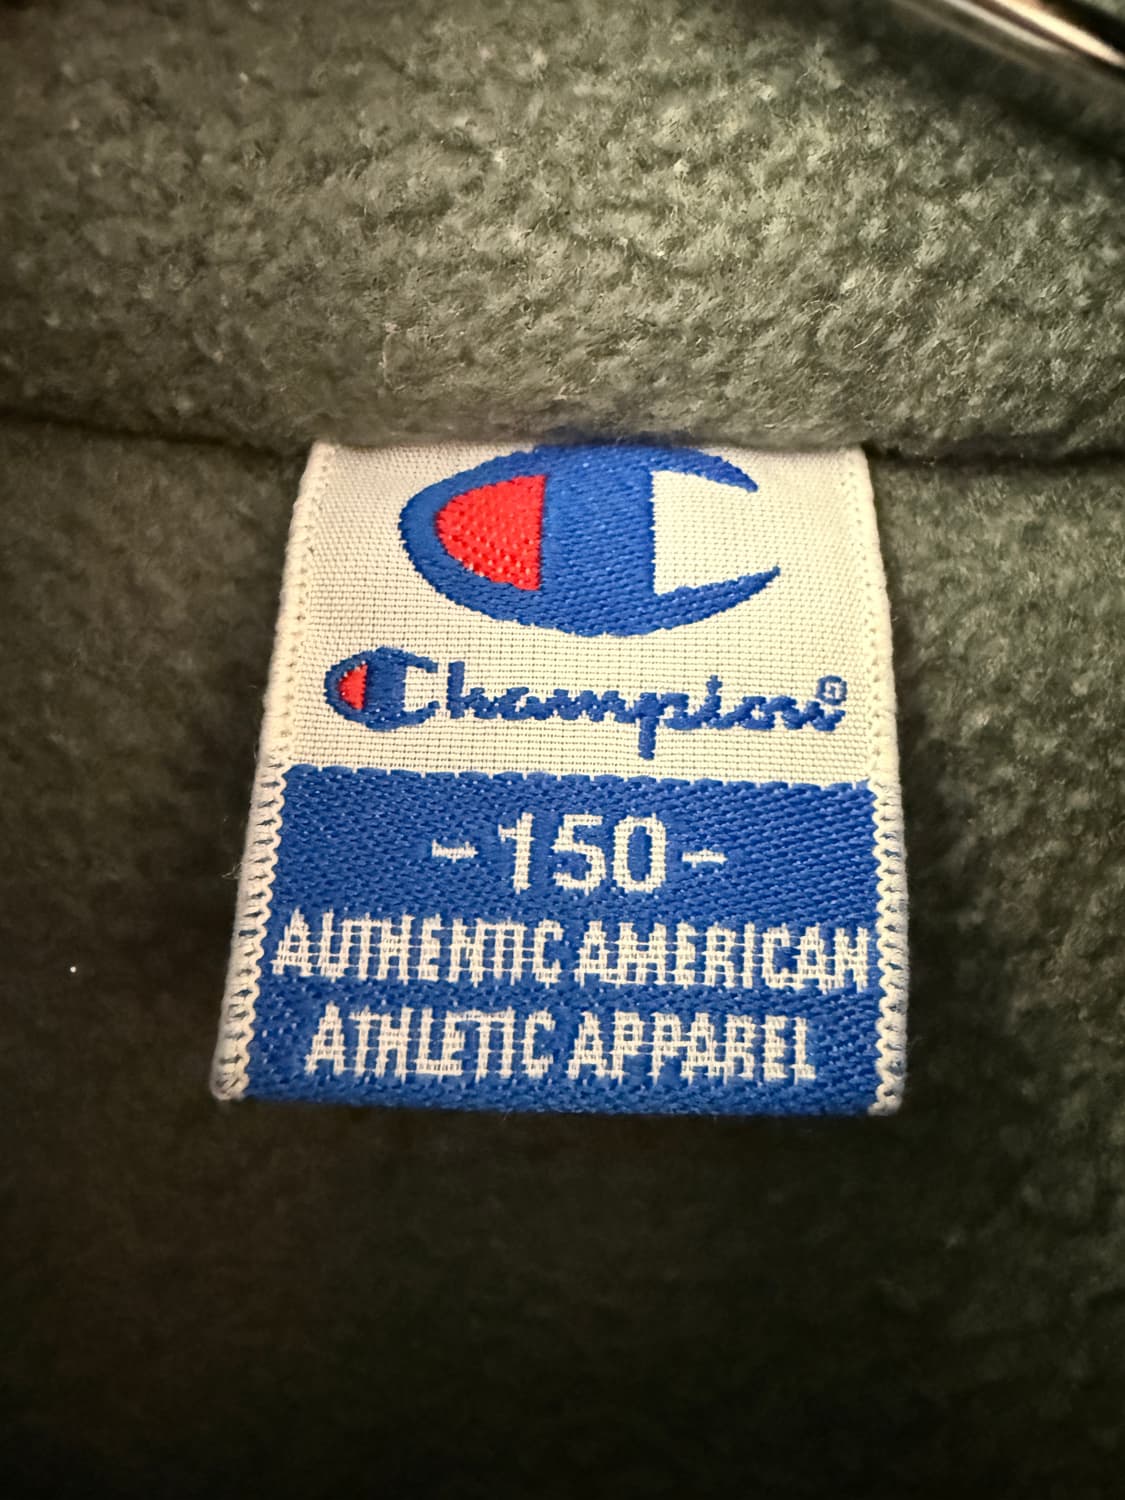 Champion®
-150-
AUTHENTIC AMERICAN
ATHLETIC APPAREL